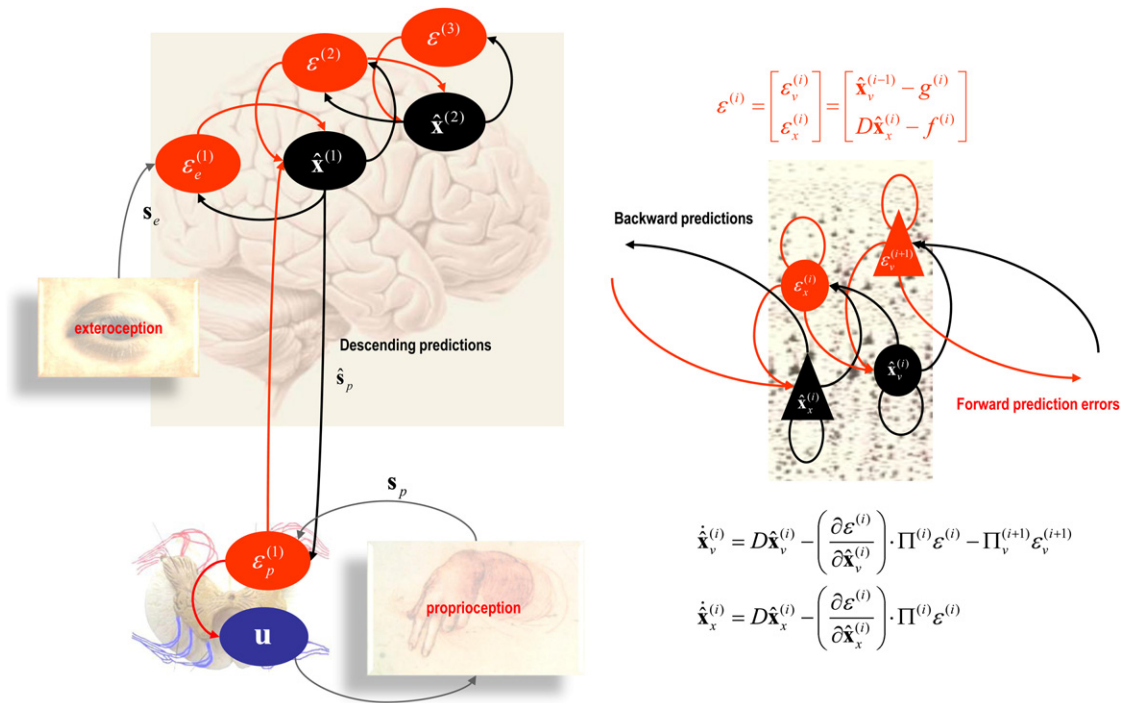 ε^(3)
ε^(2)
x̂^(2)
ε_e^(1)
x̂^(1)
s_e
exteroception
Descending predictions
ŝ_p
s_p
ε_p^(1)
proprioception
u
ε^(i) = [ε_v^(i); ε_x^(i)] = [x̂_v^(i-1) − g^(i); Dx̂_x^(i) − f^(i)]
Backward predictions
ε_v^(i+1)
ε_x^(i)
x̂_v^(i)
x̂_x^(i)
Forward prediction errors
ẋ̂_v^(i) = Dx̂_v^(i) − (∂ε^(i)/∂x̂_v^(i)) · Π^(i) ε^(i) − Π_v^(i+1) ε_v^(i+1)
ẋ̂_x^(i) = Dx̂_x^(i) − (∂ε^(i)/∂x̂_x^(i)) · Π^(i) ε^(i)